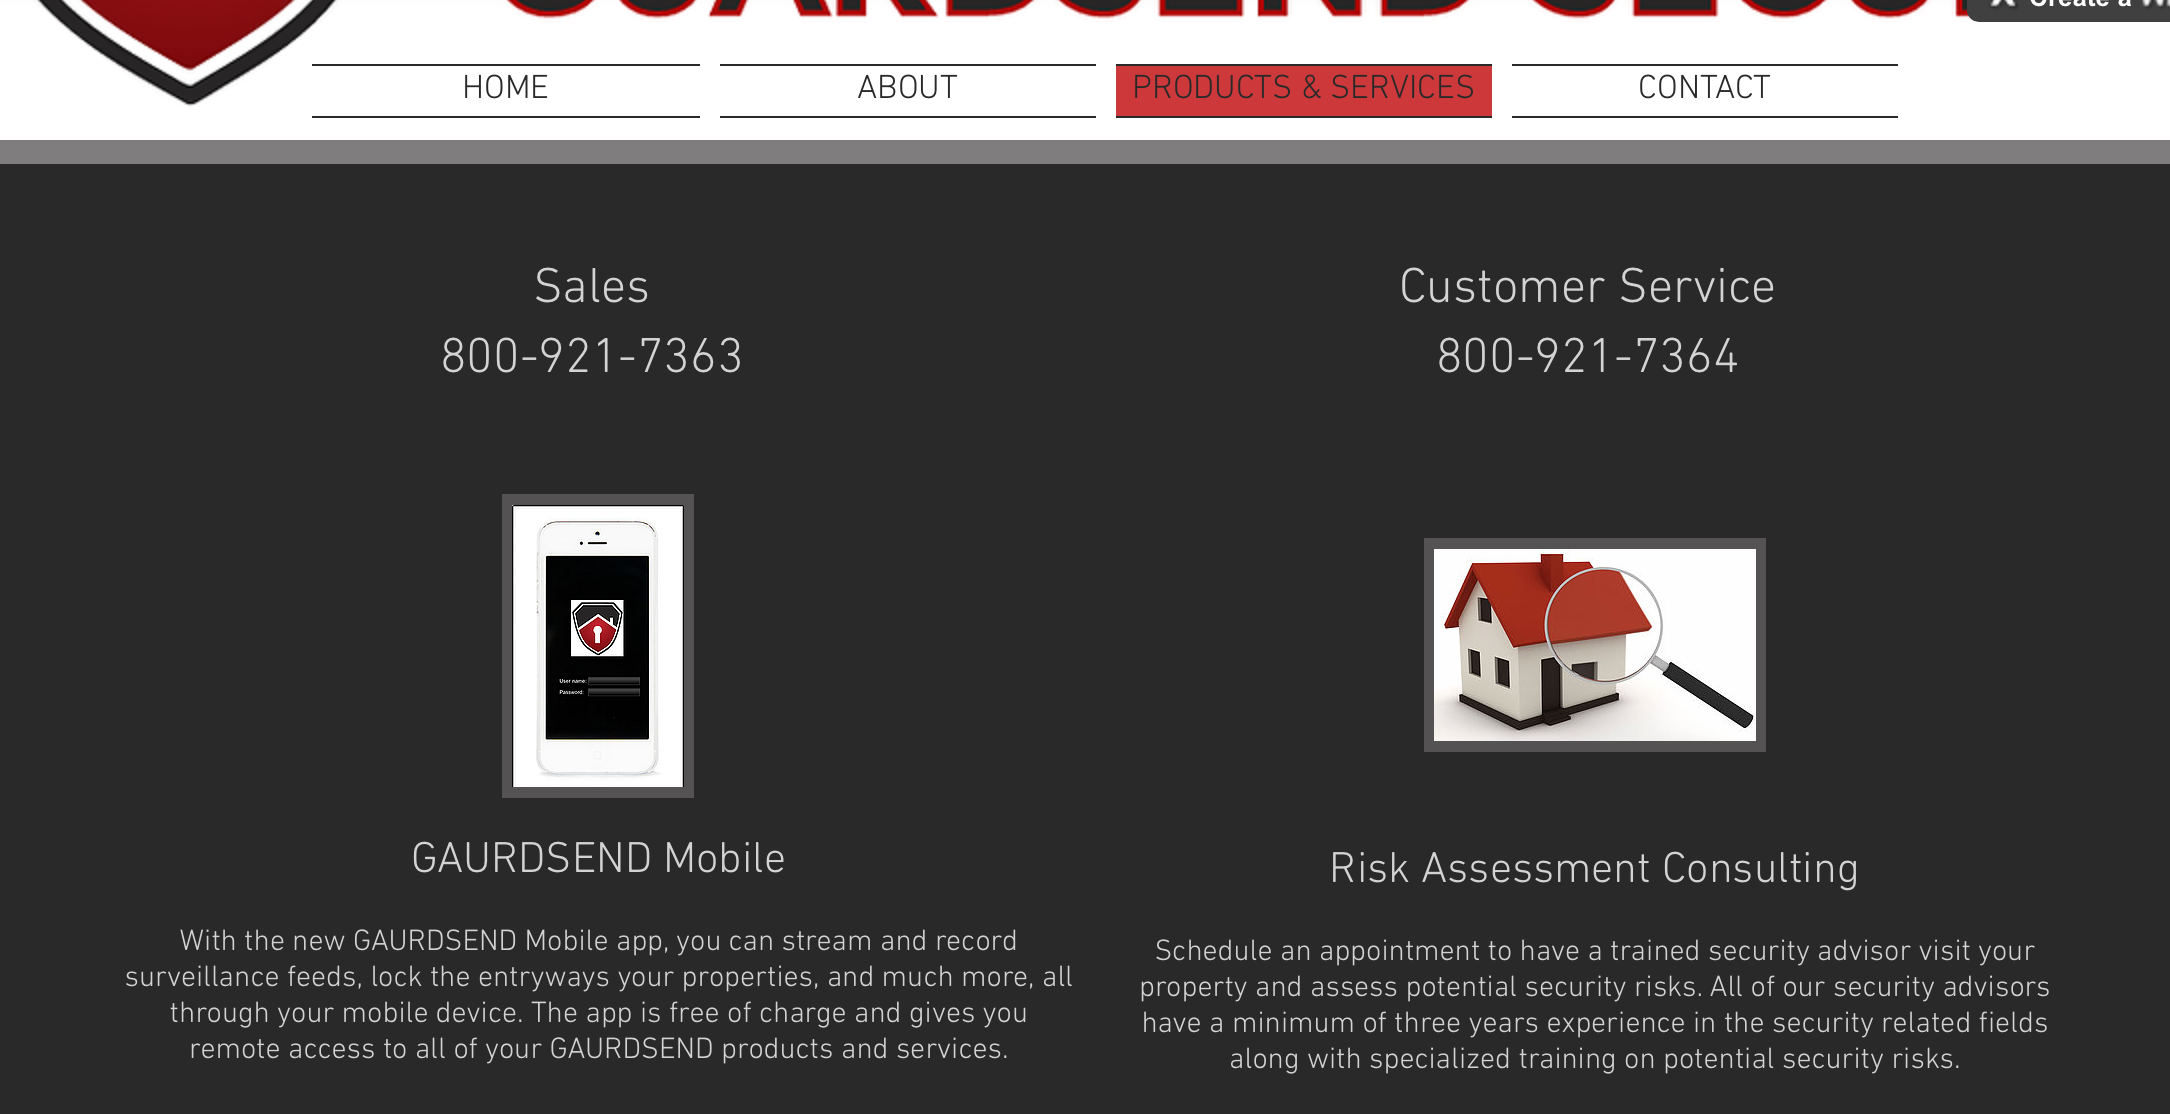 HOME
ABOUT
PRODUCTS & SERVICES
CONTACT
Sales
800-921-7363
Customer Service
800-921-7364
User name:
Password:
GAURDSEND Mobile
With the new GAURDSEND Mobile app, you can stream and record
surveillance feeds, lock the entryways your properties, and much more, all
through your mobile device. The app is free of charge and gives you
remote access to all of your GAURDSEND products and services.
Risk Assessment Consulting
Schedule an appointment to have a trained security advisor visit your
property and assess potential security risks. All of our security advisors
have a minimum of three years experience in the security related fields
along with specialized training on potential security risks.